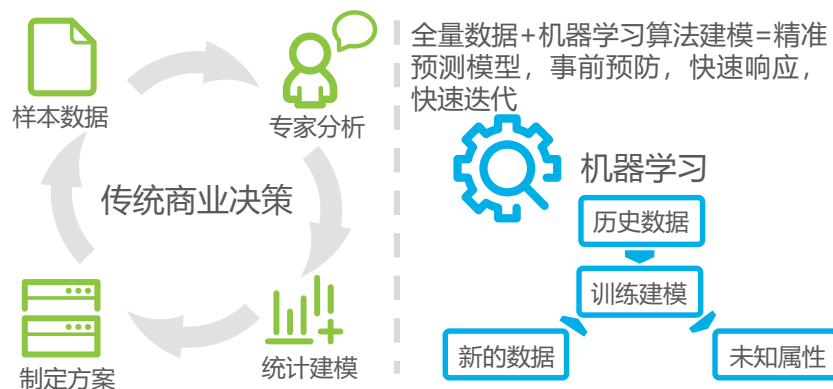 样本数据
专家分析
传统商业决策
制定方案
统计建模
全量数据+机器学习算法建模=精准
预测模型，事前预防，快速响应，
快速迭代
机器学习
历史数据
训练建模
新的数据
未知属性